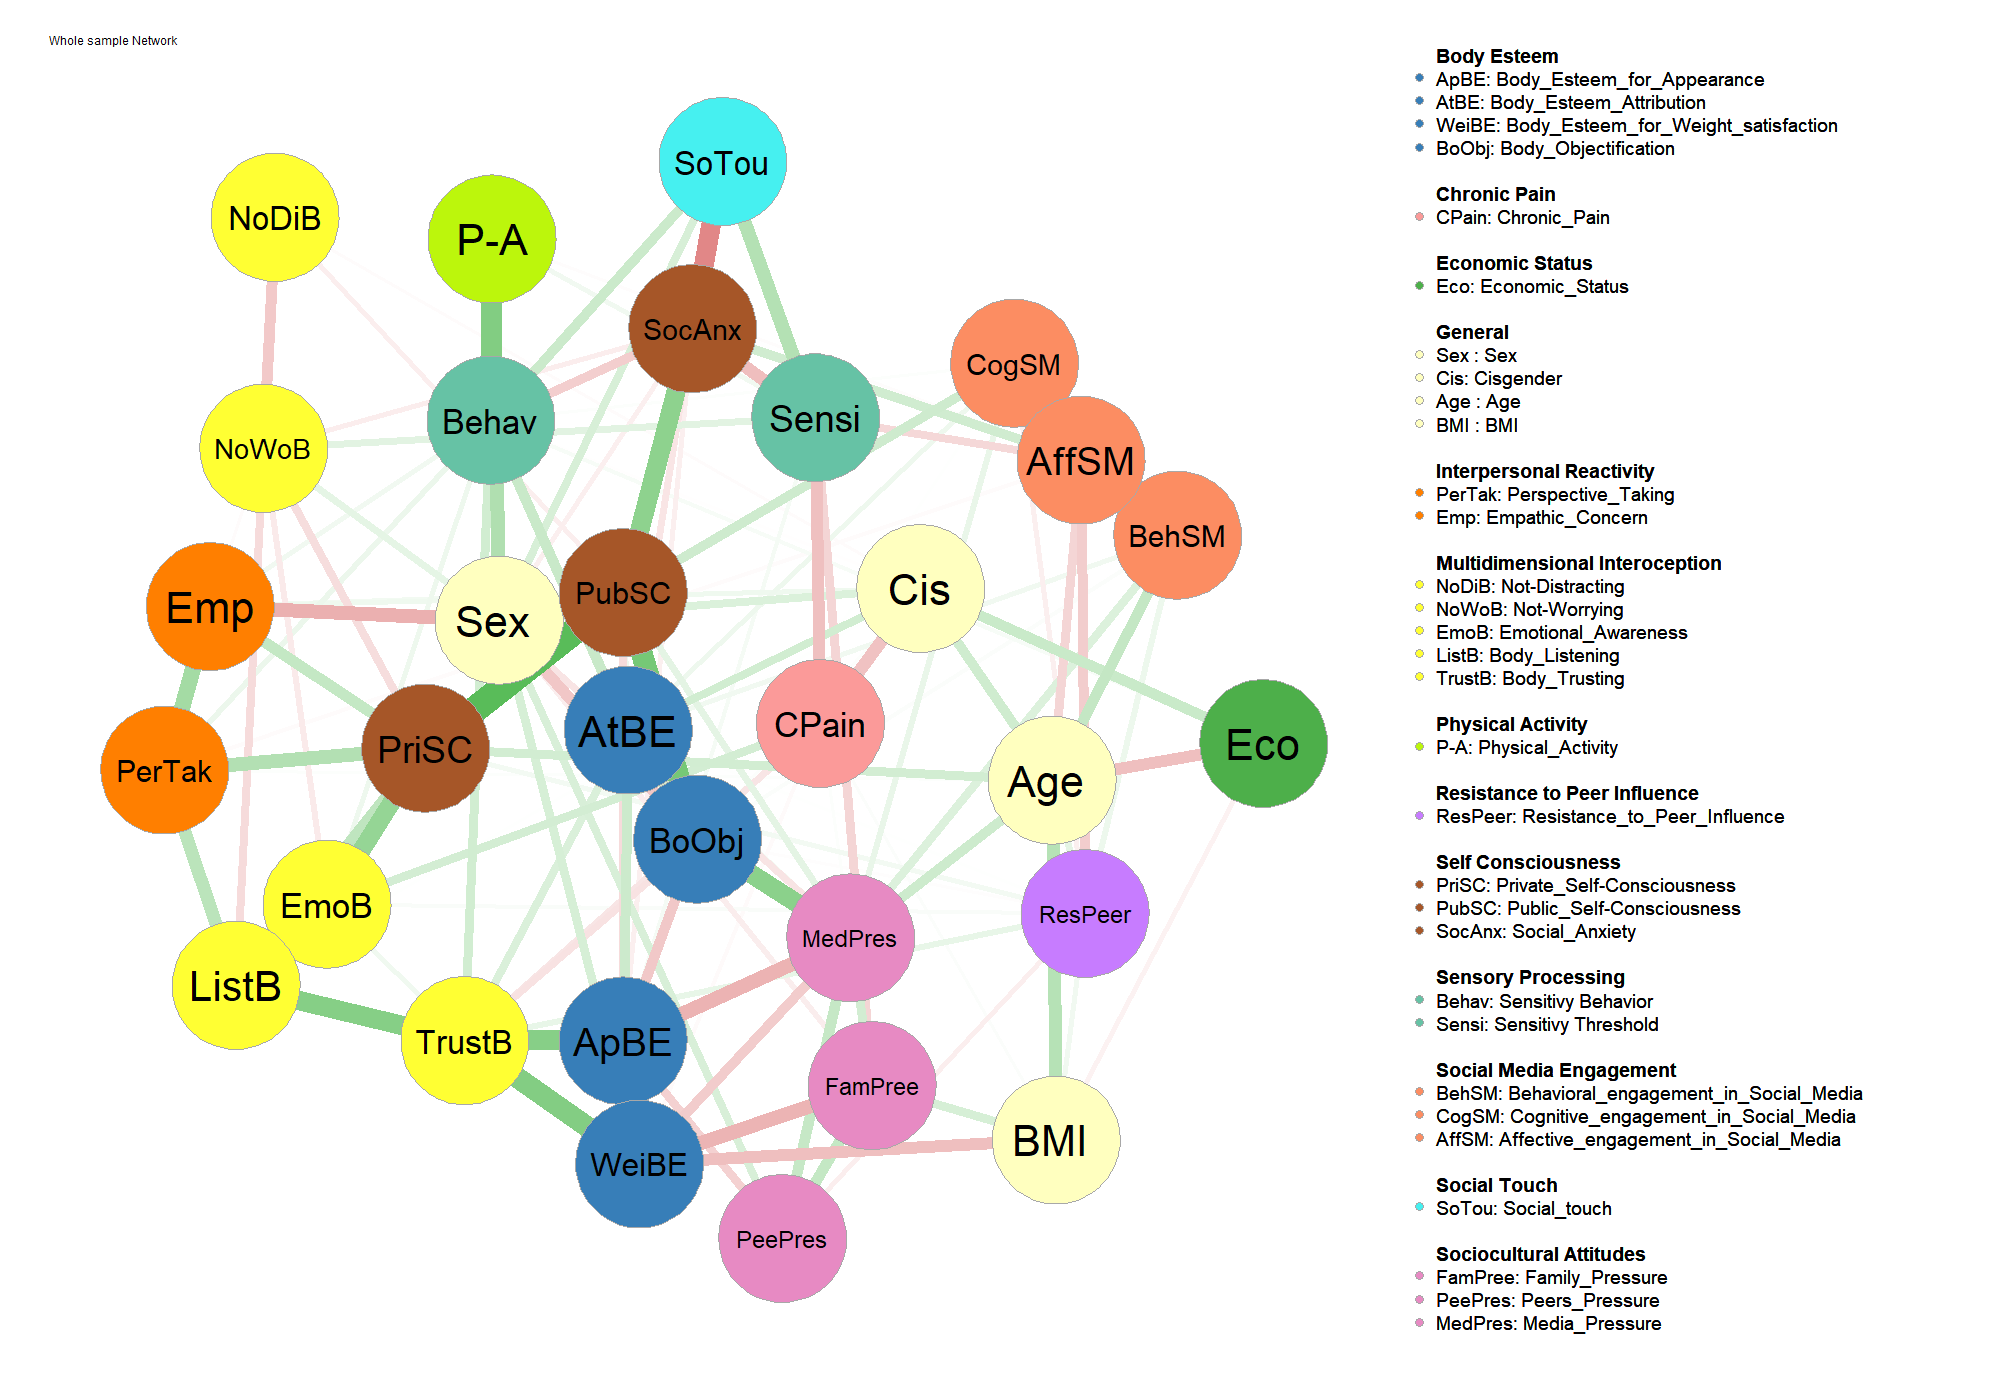 Whole sample Network
SoTou
NoDiB
P-A
SocAnx
CogSM
Behav
Sensi
NoWoB
AffSM
BehSM
Cis
PubSC
Emp
Sex
AtBE
CPain
Eco
PriSC
PerTak
Age
BoObj
EmoB
ResPeer
MedPres
ListB
TrustB
ApBE
FamPree
BMI
WeiBE
PeePres
Body Esteem
ApBE: Body_Esteem_for_Appearance
AtBE: Body_Esteem_Attribution
WeiBE: Body_Esteem_for_Weight_satisfaction
BoObj: Body_Objectification
Chronic Pain
CPain: Chronic_Pain
Economic Status
Eco: Economic_Status
General
Sex : Sex
Cis: Cisgender
Age : Age
BMI : BMI
Interpersonal Reactivity
PerTak: Perspective_Taking
Emp: Empathic_Concern
Multidimensional Interoception
NoDiB: Not-Distracting
NoWoB: Not-Worrying
EmoB: Emotional_Awareness
ListB: Body_Listening
TrustB: Body_Trusting
Physical Activity
P-A: Physical_Activity
Resistance to Peer Influence
ResPeer: Resistance_to_Peer_Influence
Self Consciousness
PriSC: Private_Self-Consciousness
PubSC: Public_Self-Consciousness
SocAnx: Social_Anxiety
Sensory Processing
Behav: Sensitivy Behavior
Sensi: Sensitivy Threshold
Social Media Engagement
BehSM: Behavioral_engagement_in_Social_Media
CogSM: Cognitive_engagement_in_Social_Media
AffSM: Affective_engagement_in_Social_Media
Social Touch
SoTou: Social_touch
Sociocultural Attitudes
FamPree: Family_Pressure
PeePres: Peers_Pressure
MedPres: Media_Pressure